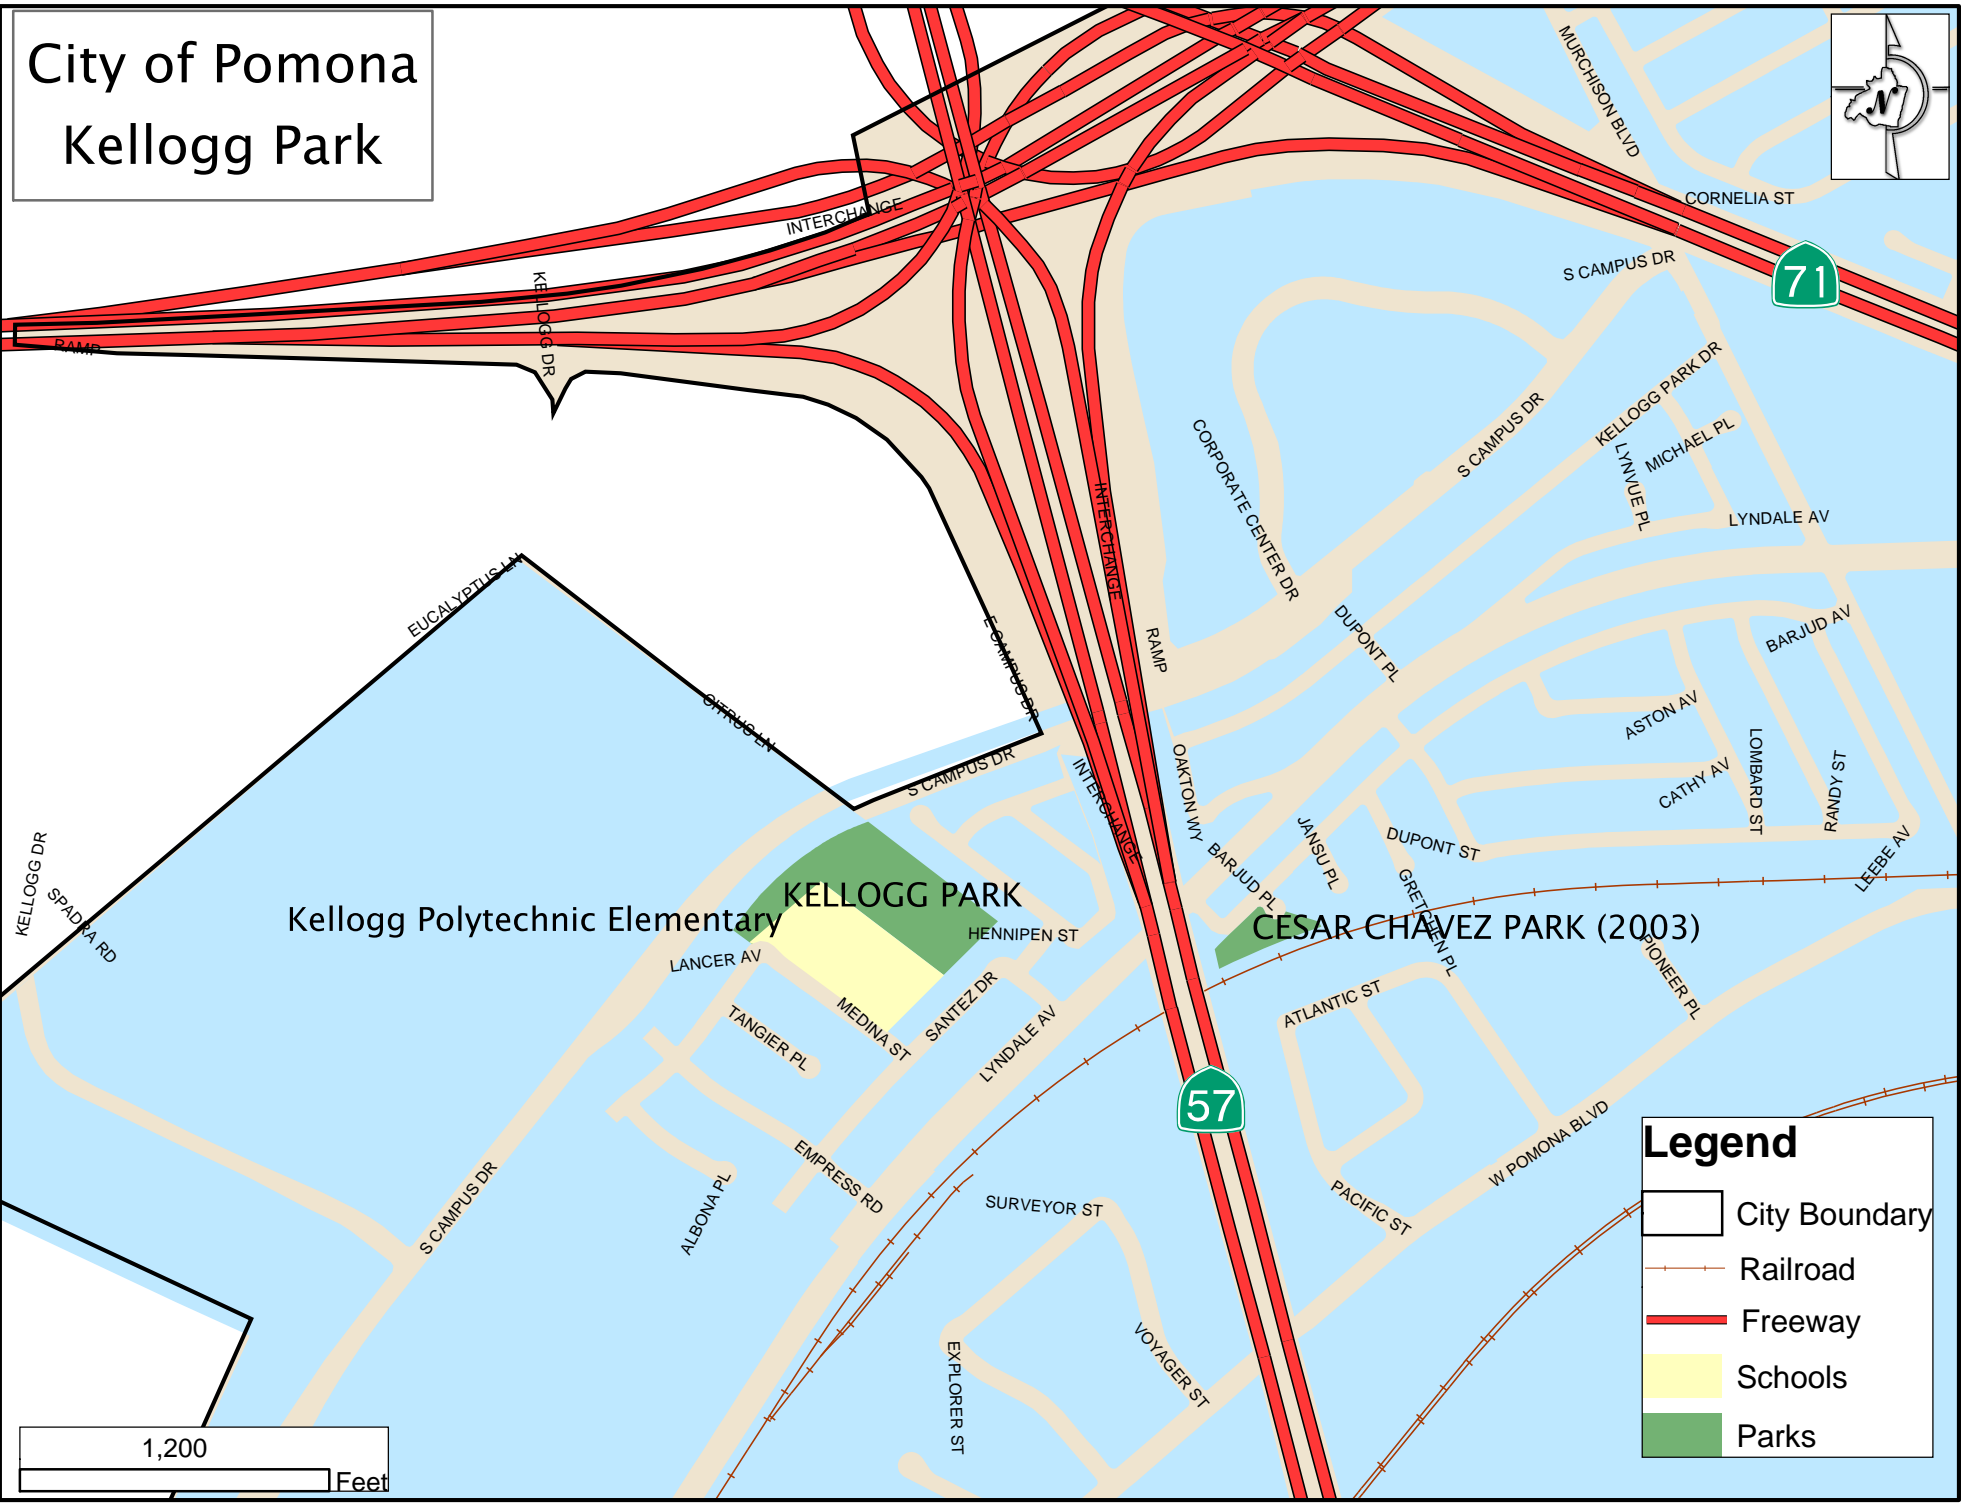 City of Pomona
Kellogg Park
N
MURCHISON BLVD
CORNELIA ST
INTERCHANGE
S CAMPUS DR
71
KELLOGG DR
RAMP
KELLOGG PARK DR
MICHAEL PL
LYNVUE PL
S CAMPUS DR
CORPORATE CENTER DR
LYNDALE AV
INTERCHANGE
EUCALYPTUS LN
DUPONT PL
BARJUD AV
E CAMPUS DR
RAMP
CITRUS LN
ASTON AV
LOMBARD ST
CATHY AV
RANDY ST
S CAMPUS DR
INTERCHANGE
OAKTON WY
JANSU PL
DUPONT ST
LEEBE AV
BARJUD PL
KELLOGG DR
SPADRA RD
Kellogg Polytechnic Elementary
KELLOGG PARK
HENNIPEN ST
CESAR CHAVEZ PARK (2003)
GRETCHEN PL
PIONEER PL
LANCER AV
MEDINA ST
SANTEZ DR
TANGIER PL
LYNDALE AV
ATLANTIC ST
57
W POMONA BLVD
EMPRESS RD
ALBONA PL
S CAMPUS DR
SURVEYOR ST
PACIFIC ST
VOYAGER ST
EXPLORER ST
Legend
City Boundary
Railroad
Freeway
Schools
Parks
1,200
Feet